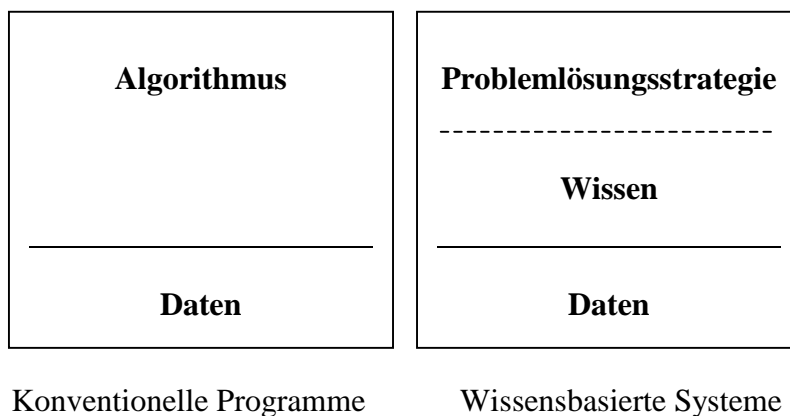 Algorithmus
Daten
Problemlösungsstrategie
Wissen
Daten
Konventionelle Programme
Wissensbasierte Systeme